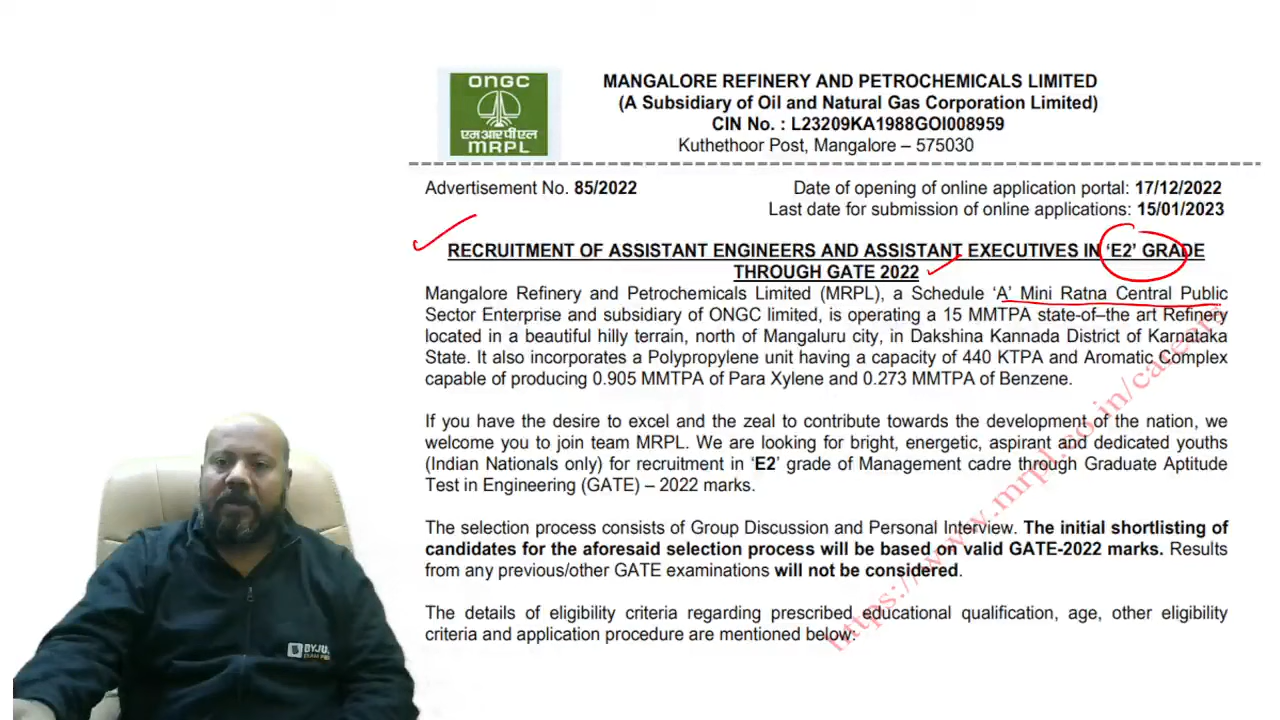 ONGC
एमआरपीएल
MRPL
MANGALORE REFINERY AND PETROCHEMICALS LIMITED
(A Subsidiary of Oil and Natural Gas Corporation Limited)
CIN No. : L23209KA1988GOI008959
Kuthethoor Post, Mangalore – 575030
Advertisement No. 85/2022
Date of opening of online application portal: 17/12/2022
Last date for submission of online applications: 15/01/2023
RECRUITMENT OF ASSISTANT ENGINEERS AND ASSISTANT EXECUTIVES IN 'E2' GRADE
THROUGH GATE 2022
Mangalore Refinery and Petrochemicals Limited (MRPL), a Schedule 'A' Mini Ratna Central Public
Sector Enterprise and subsidiary of ONGC limited, is operating a 15 MMTPA state-of–the art Refinery
located in a beautiful hilly terrain, north of Mangaluru city, in Dakshina Kannada District of Karnataka
State. It also incorporates a Polypropylene unit having a capacity of 440 KTPA and Aromatic Complex
capable of producing 0.905 MMTPA of Para Xylene and 0.273 MMTPA of Benzene.
If you have the desire to excel and the zeal to contribute towards the development of the nation, we
welcome you to join team MRPL. We are looking for bright, energetic, aspirant and dedicated youths
(Indian Nationals only) for recruitment in 'E2' grade of Management cadre through Graduate Aptitude
Test in Engineering (GATE) – 2022 marks.
The selection process consists of Group Discussion and Personal Interview. The initial shortlisting of
candidates for the aforesaid selection process will be based on valid GATE-2022 marks. Results
from any previous/other GATE examinations will not be considered.
The details of eligibility criteria regarding prescribed educational qualification, age, other eligibility
criteria and application procedure are mentioned below:
https://www.mrpl.co.in/careers
BYJU